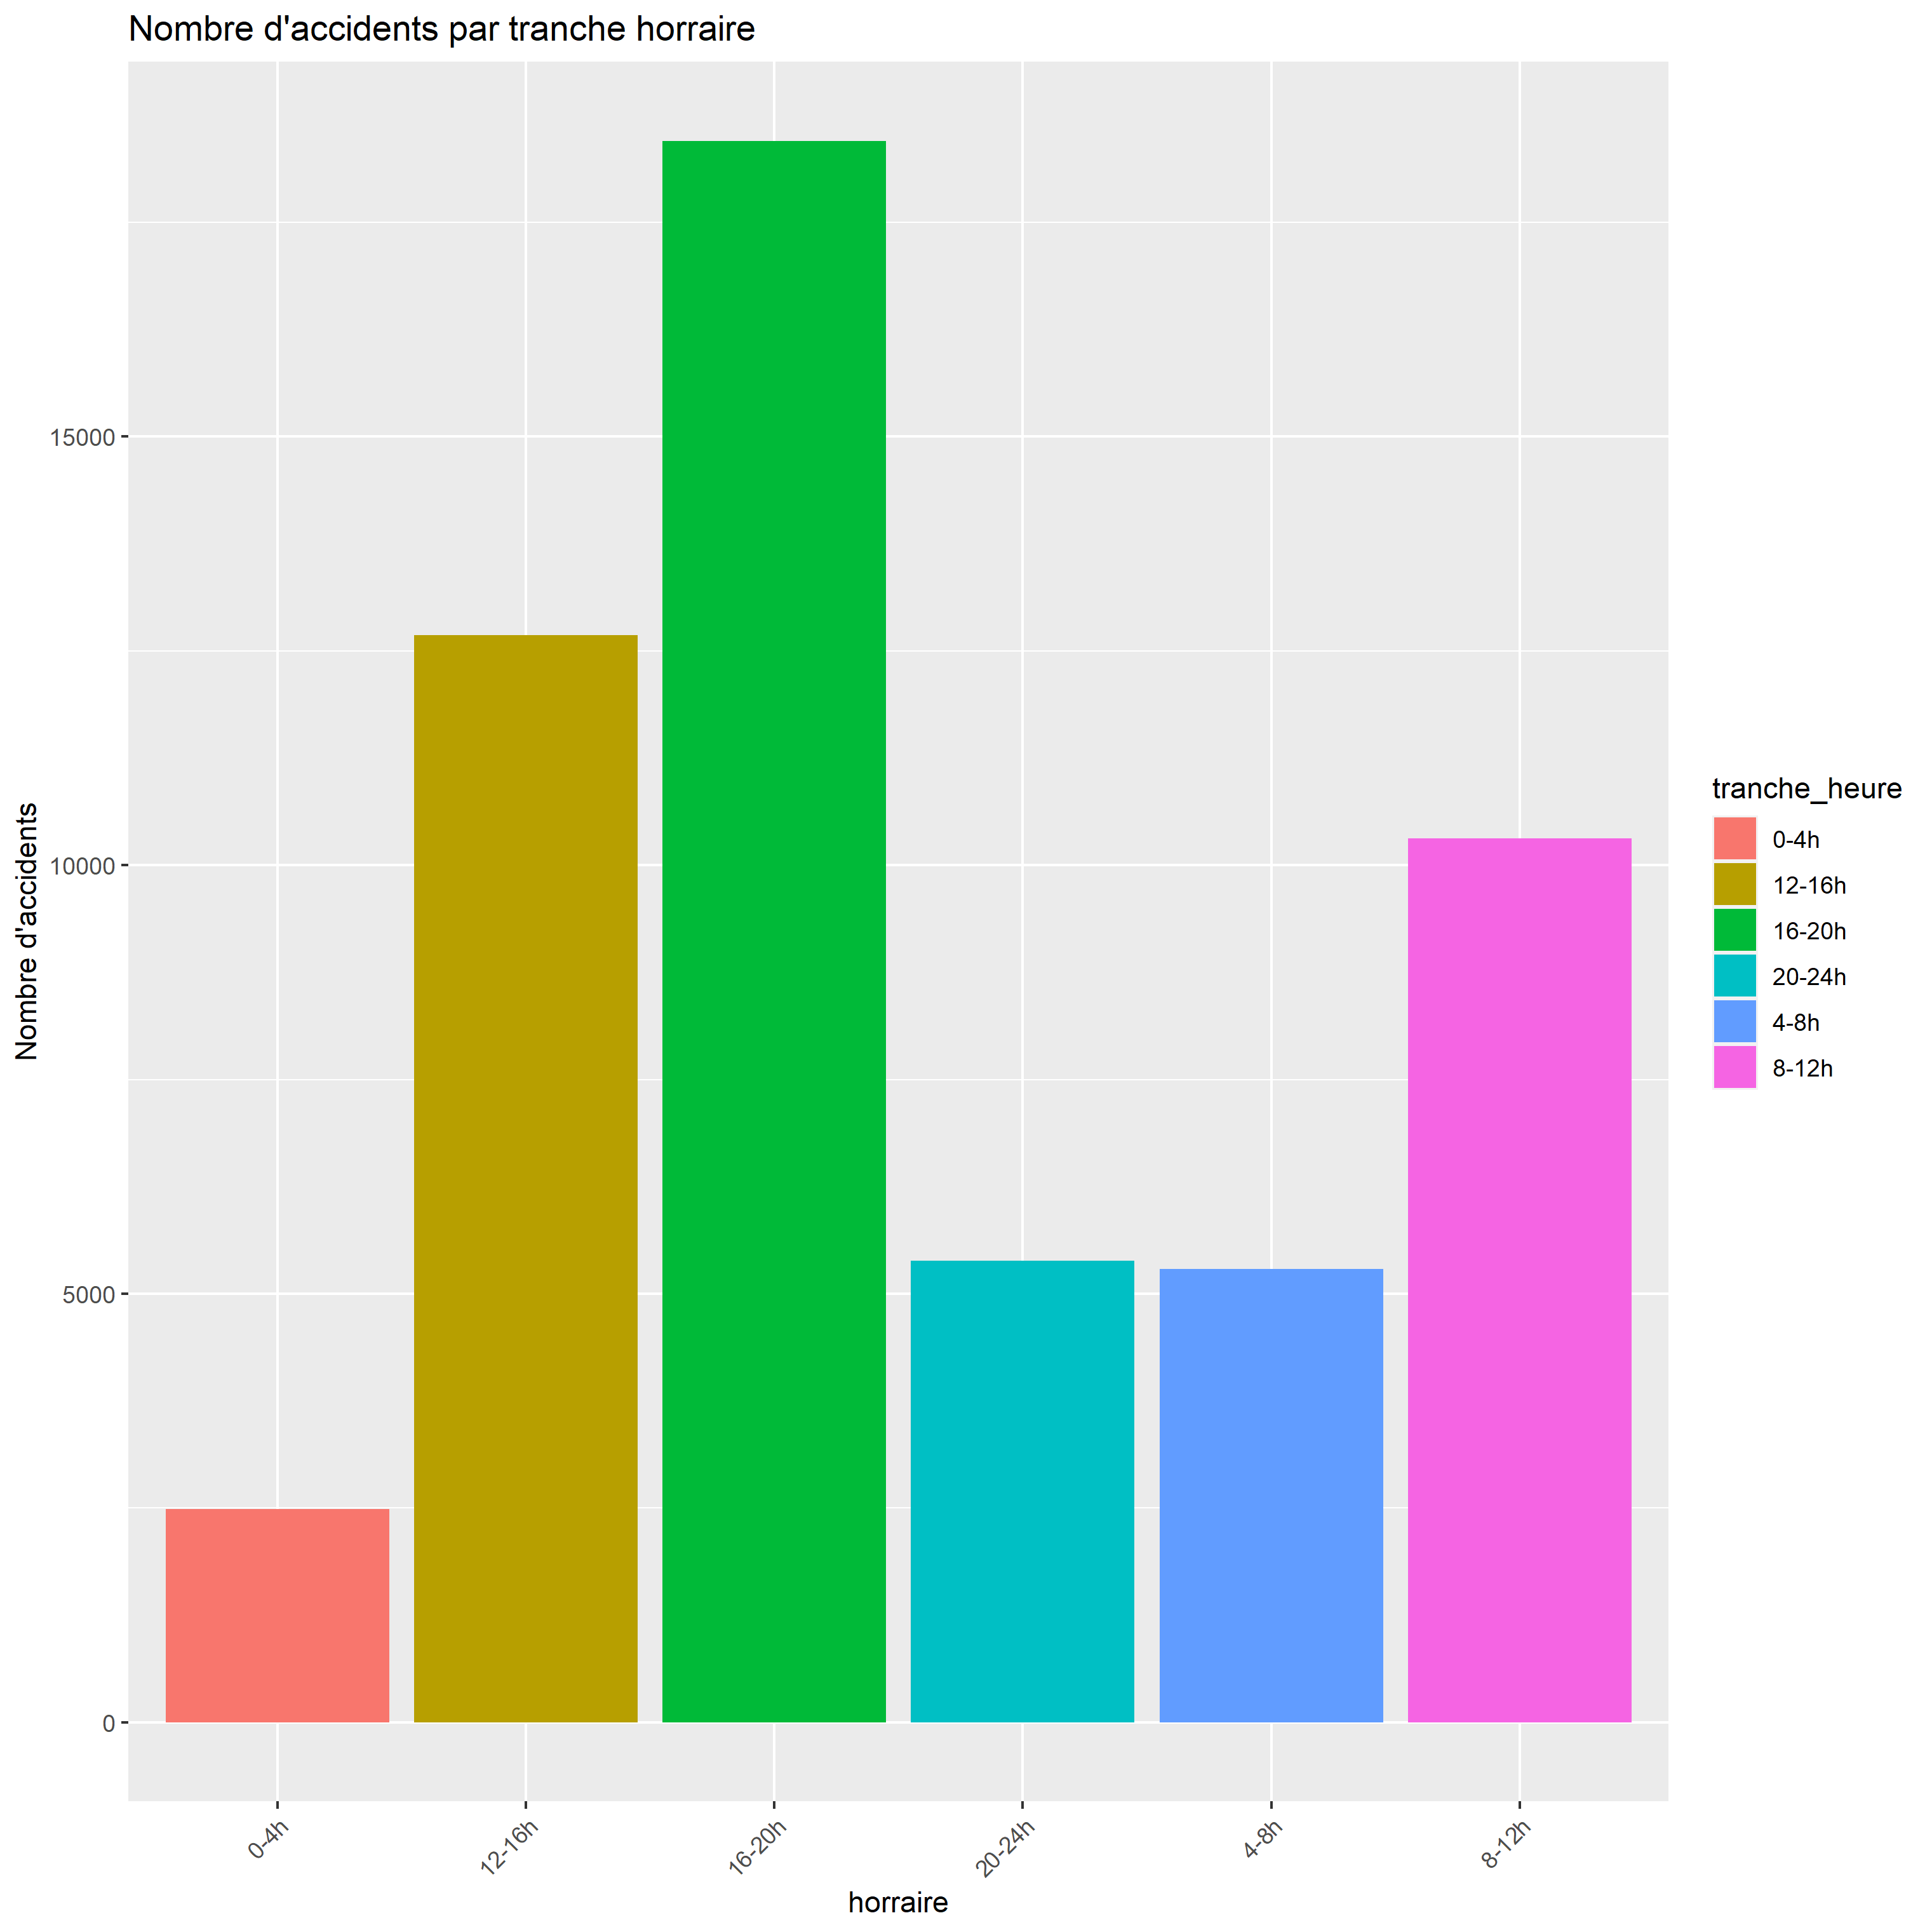 Nombre d'accidents par tranche horraire
Nombre d'accidents
15000
10000
5000
0
0-4h
12-16h
16-20h
20-24h
4-8h
8-12h
horraire
tranche_heure
0-4h
12-16h
16-20h
20-24h
4-8h
8-12h